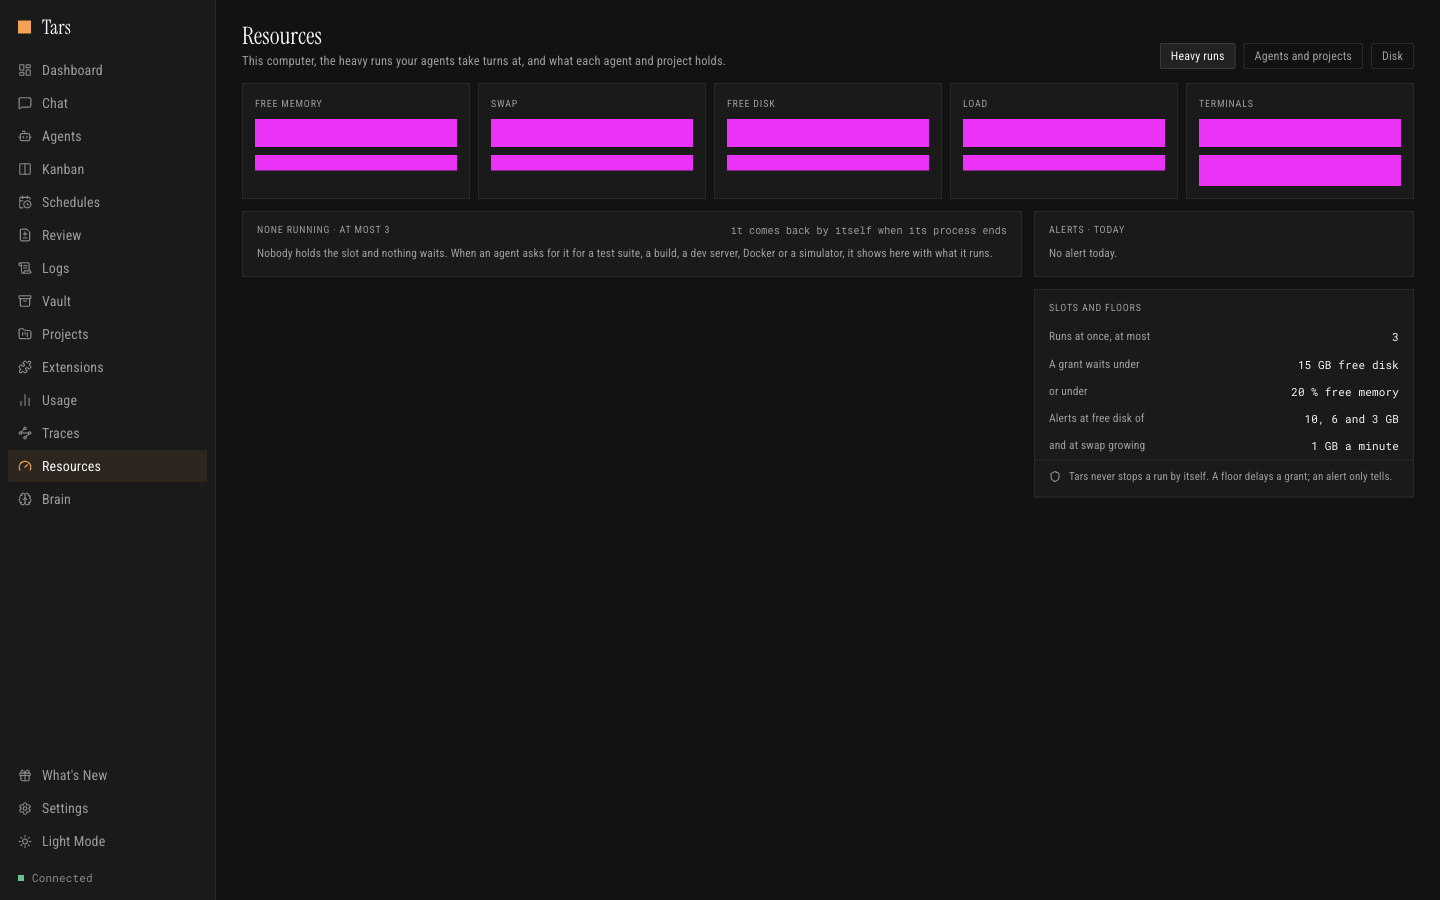 Tars
Dashboard
Chat
Agents
Kanban
Schedules
Review
Logs
Vault
Projects
Extensions
Usage
Traces
Resources
Brain
What's New
Settings
Light Mode
Connected
Resources
This computer, the heavy runs your agents take turns at, and what each agent and project holds.
Heavy runs
Agents and projects
Disk
FREE MEMORY
SWAP
FREE DISK
LOAD
TERMINALS
NONE RUNNING · AT MOST 3
it comes back by itself when its process ends
Nobody holds the slot and nothing waits. When an agent asks for it for a test suite, a build, a dev server, Docker or a simulator, it shows here with what it runs.
ALERTS · TODAY
No alert today.
SLOTS AND FLOORS
Runs at once, at most 3
A grant waits under 15 GB free disk
or under 20 % free memory
Alerts at free disk of 10, 6 and 3 GB
and at swap growing 1 GB a minute
Tars never stops a run by itself. A floor delays a grant; an alert only tells.